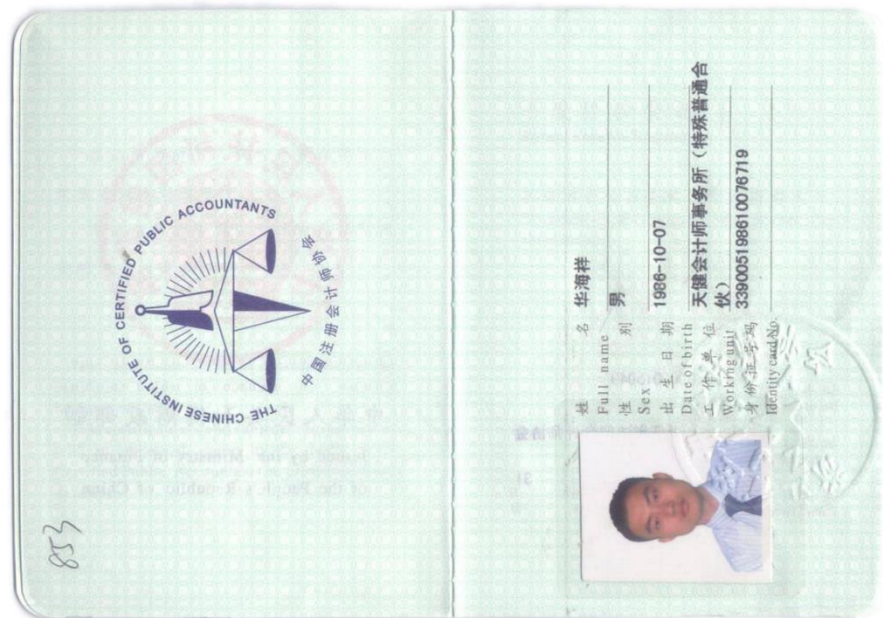 THE CHINESE INSTITUTE OF CERTIFIED PUBLIC ACCOUNTANTS
中国注册会计师协会
853
姓 名 华海祥
Full name
性 别 男
Sex
出 生 日 期 1986-10-07
Date of birth
工 作 单 位 天健会计师事务所（特殊普通合
Working unit 伙）
身 份 证 号 码 339005198610076719
Identity card No.
Issued by the Ministry of Finance
of the People's Republic of China